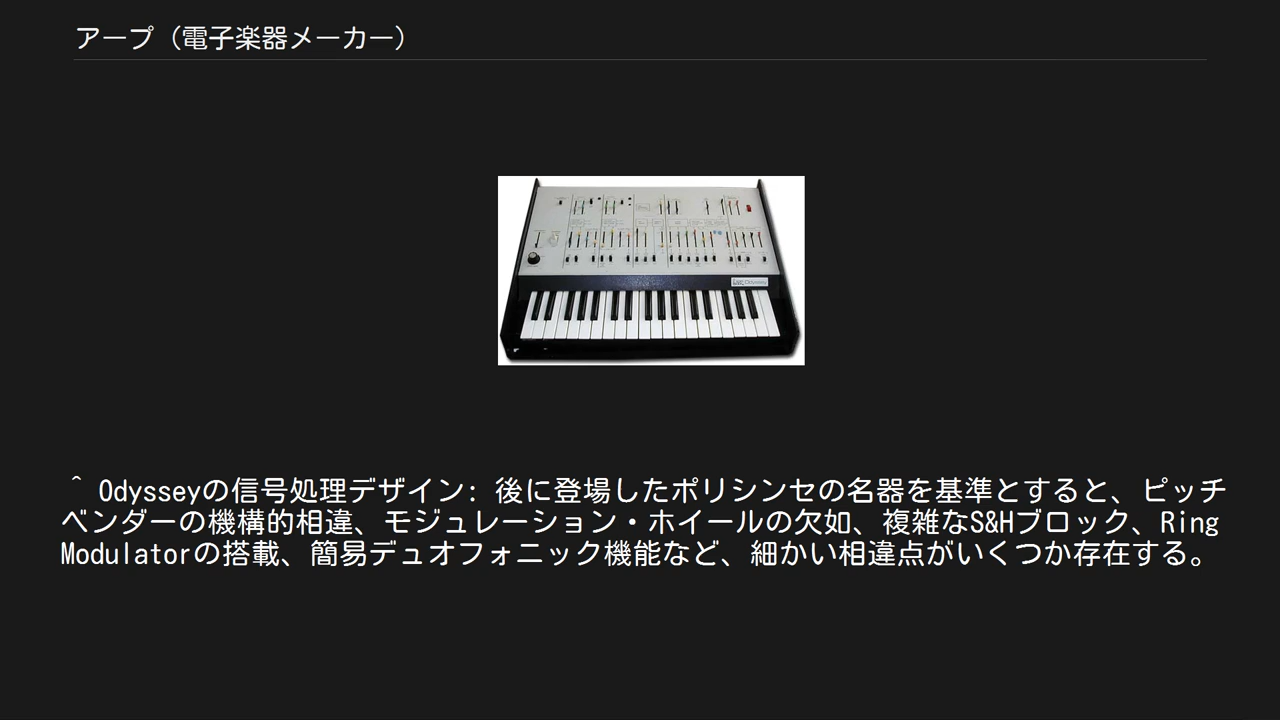 アープ（電子楽器メーカー）
Odyssey
^ Odysseyの信号処理デザイン: 後に登場したポリシンセの名器を基準とすると、ピッチ
ベンダーの機構的相違、モジュレーション・ホイールの欠如、複雑なS&Hブロック、Ring
Modulatorの搭載、簡易デュオフォニック機能など、細かい相違点がいくつか存在する。